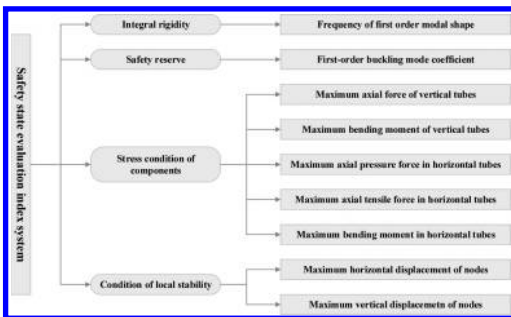 Safety state evaluation index system
Integral rigidity
Frequency of first order modal shape
Safety reserve
First-order buckling mode coefficient
Stress condition of
components
Maximum axial force of vertical tubes
Maximum bending moment of vertical tubes
Maximum axial pressure force in horizontal tubes
Maximum axial tensile force in horizontal tubes
Maximum bending moment in horizontal tubes
Condition of local stability
Maximum horizontal displacement of nodes
Maximum vertical displacemetn of nodes